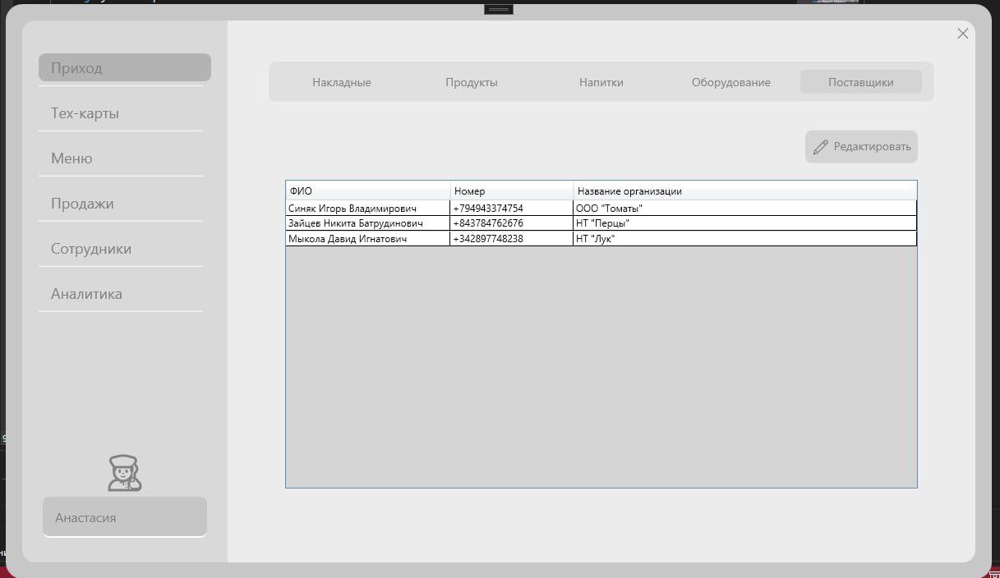 Приход
Тех-карты
Меню
Продажи
Сотрудники
Аналитика
Анастасия
Накладные Продукты Напитки Оборудование Поставщики
Редактировать
ФИО Номер Название организации
Синяк Игорь Владимирович +794943374754 ООО "Томаты"
Зайцев Никита Батрудинович +843784762676 НТ "Перцы"
Мыкола Давид Игнатович +342897748238 НТ "Лук"